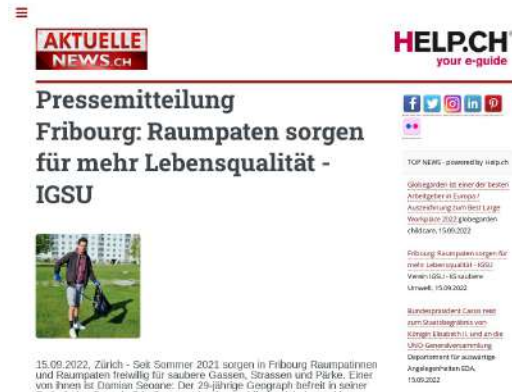 AKTUELLE
NEWS.CH
HELP.CH
your e-guide
Pressemitteilung
Fribourg: Raumpaten sorgen
für mehr Lebensqualität -
IGSU
15.09.2022, Zürich - Seit Sommer 2021 sorgen in Fribourg Raumpatinnen
und Raumpaten freiwillig für saubere Gassen, Strassen und Pärke. Einer
von ihnen ist Damian Seoane: Der 29-jährige Geograph befreit in seiner
TOP NEWS - powered by Help.ch
Globegarden ist einer der besten
Arbeitgeber in Europa /
Auszeichnung zum Best Large
Workplace 2022 globegarden
childcare, 15.09.2022
Fribourg: Raumpaten sorgen für
mehr Lebensqualität - IGSU
Verein IGSU - IG saubere
Umwelt, 15.09.2022
Bundespräsident Cassis reist
zum Staatsbegräbnis von
Königin Elisabeth II. und an die
UNO-Generalversammlung
Departement für auswärtige
Angelegenheiten EDA,
15.09.2022